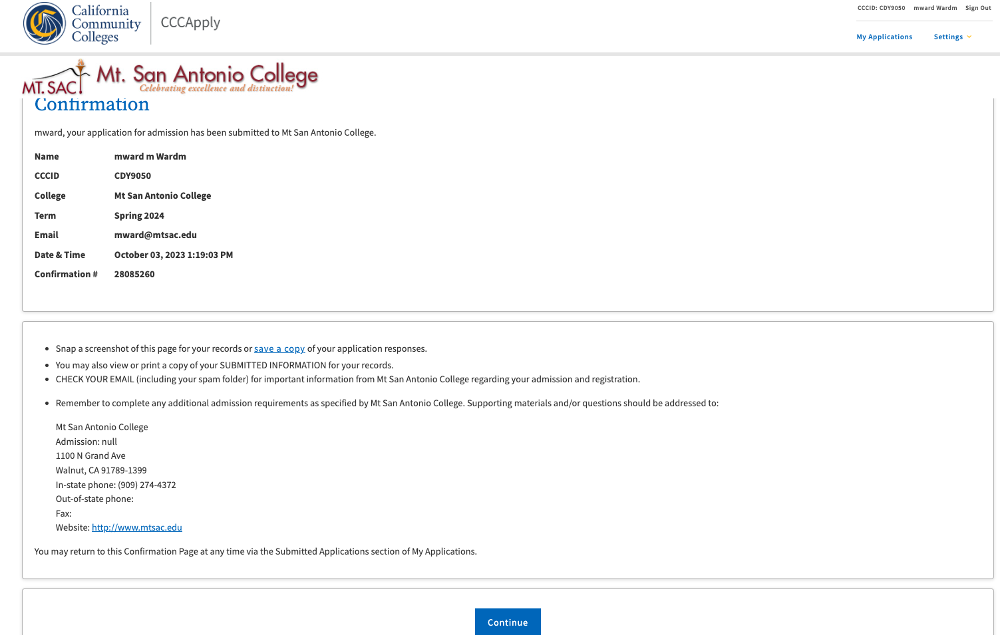 California
Community
Colleges
CCCApply
CCCID: CDY9050 mward Wardm Sign Out
My Applications Settings
MT. SAC Mt. San Antonio College
Celebrating excellence and distinction!
Confirmation
mward, your application for admission has been submitted to Mt San Antonio College.
Name mward m Wardm
CCCID CDY9050
College Mt San Antonio College
Term Spring 2024
Email mward@mtsac.edu
Date & Time October 03, 2023 1:19:03 PM
Confirmation # 28085260
• Snap a screenshot of this page for your records or save a copy of your application responses.
• You may also view or print a copy of your SUBMITTED INFORMATION for your records.
• CHECK YOUR EMAIL (including your spam folder) for important information from Mt San Antonio College regarding your admission and registration.
• Remember to complete any additional admission requirements as specified by Mt San Antonio College. Supporting materials and/or questions should be addressed to:
Mt San Antonio College
Admission: null
1100 N Grand Ave
Walnut, CA 91789-1399
In-state phone: (909) 274-4372
Out-of-state phone:
Fax:
Website: http://www.mtsac.edu
You may return to this Confirmation Page at any time via the Submitted Applications section of My Applications.
Continue